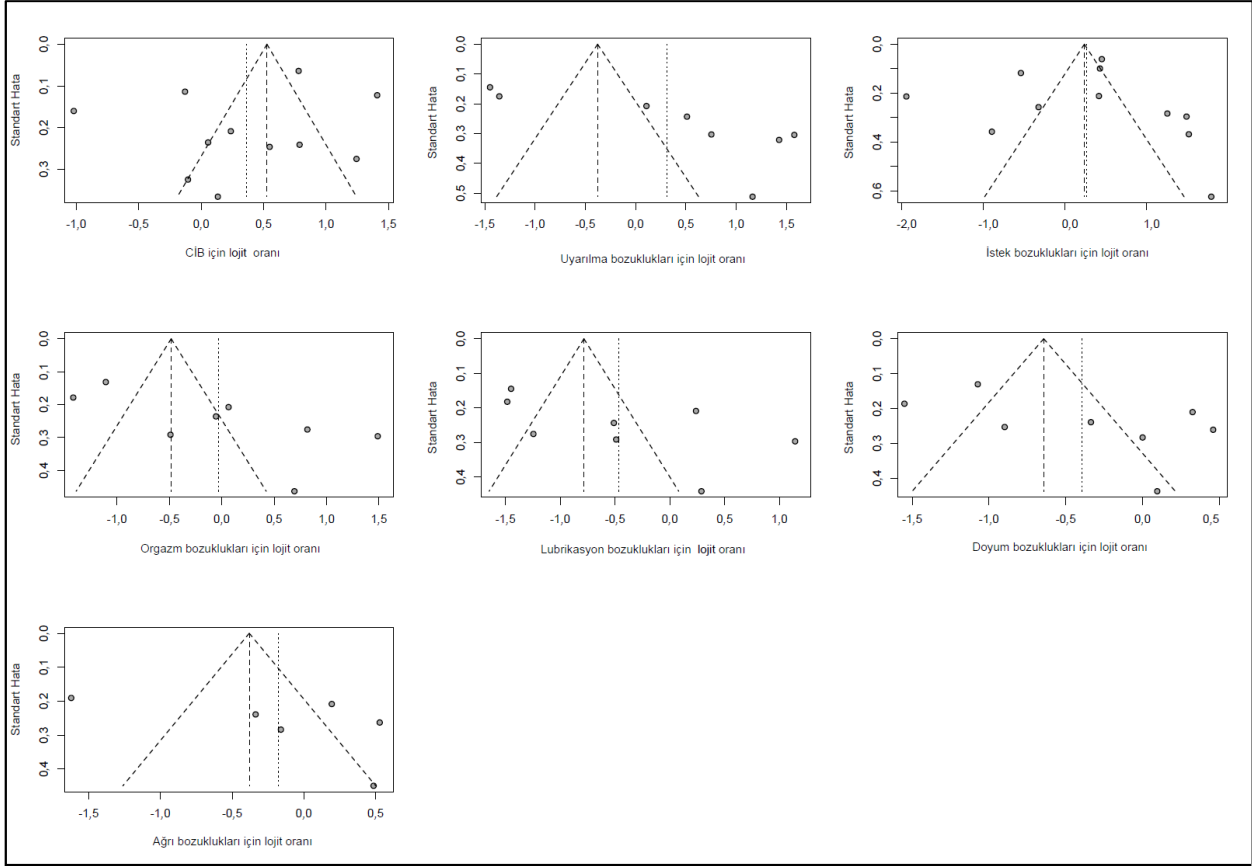 Standart Hata
0,0
0,1
0,2
0,3
-1,0 -0,5 0,0 0,5 1,0 1,5
CİB için lojit oranı
Standart Hata
0,0
0,1
0,2
0,3
0,4
0,5
-1,5 -1,0 -0,5 0,0 0,5 1,0 1,5
Uyarılma bozuklukları için lojit oranı
Standart Hata
0,0
0,2
0,4
0,6
-2,0 -1,0 0,0 1,0
İstek bozuklukları için lojit oranı
Standart Hata
0,0
0,1
0,2
0,3
0,4
-1,0 -0,5 0,0 0,5 1,0 1,5
Orgazm bozuklukları için lojit oranı
Standart Hata
0,0
0,1
0,2
0,3
0,4
-1,5 -1,0 -0,5 0,0 0,5 1,0
Lubrikasyon bozuklukları için lojit oranı
Standart Hata
0,0
0,1
0,2
0,3
0,4
-1,5 -1,0 -0,5 0,0 0,5
Doyum bozuklukları için lojit oranı
Standart Hata
0,0
0,1
0,2
0,3
0,4
-1,5 -1,0 -0,5 0,0 0,5
Ağrı bozuklukları için lojit oranı